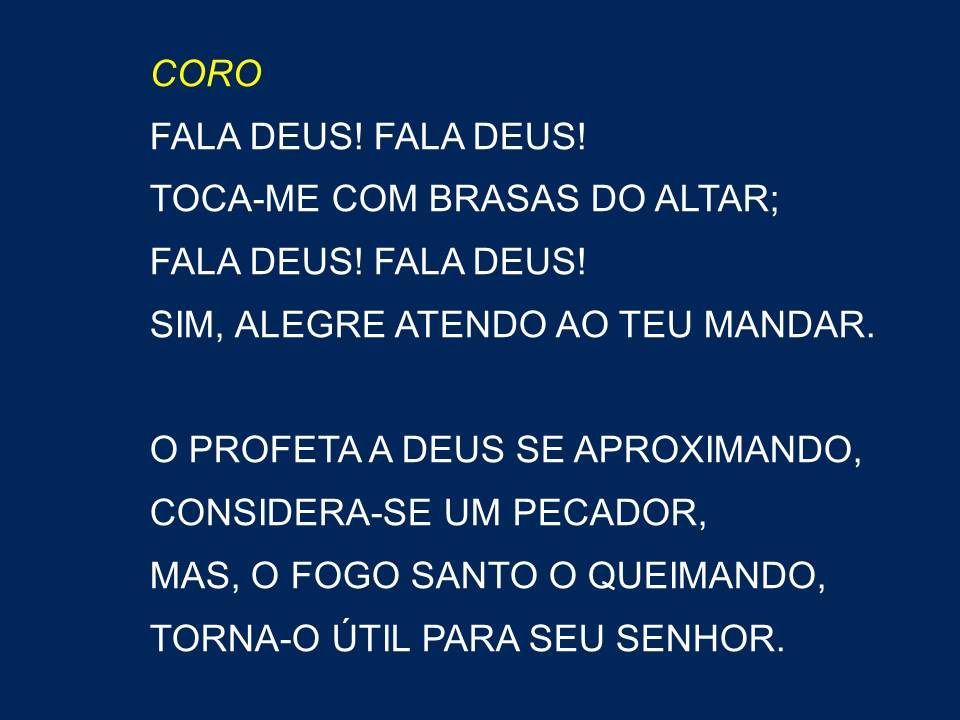 CORO
FALA DEUS! FALA DEUS!
TOCA-ME COM BRASAS DO ALTAR;
FALA DEUS! FALA DEUS!
SIM, ALEGRE ATENDO AO TEU MANDAR.
O PROFETA A DEUS SE APROXIMANDO,
CONSIDERA-SE UM PECADOR,
MAS, O FOGO SANTO O QUEIMANDO,
TORNA-O ÚTIL PARA SEU SENHOR.